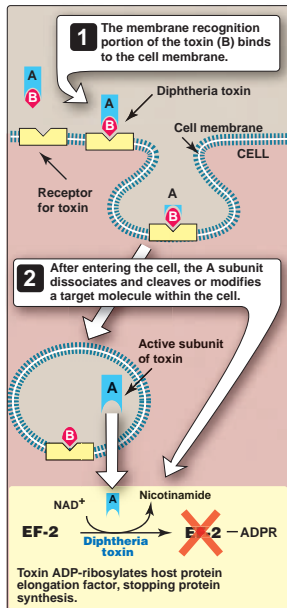 1 The membrane recognition
portion of the toxin (B) binds
to the cell membrane.
A
B
A
B
Diphtheria toxin
Cell membrane
CELL
Receptor
for toxin
A
B
2 After entering the cell, the A subunit
dissociates and cleaves or modifies
a target molecule within the cell.
Active subunit
of toxin
A
B
NAD+
A
Nicotinamide
EF-2
Diphtheria
toxin
EF-2 — ADPR
Toxin ADP-ribosylates host protein
elongation factor, stopping protein
synthesis.